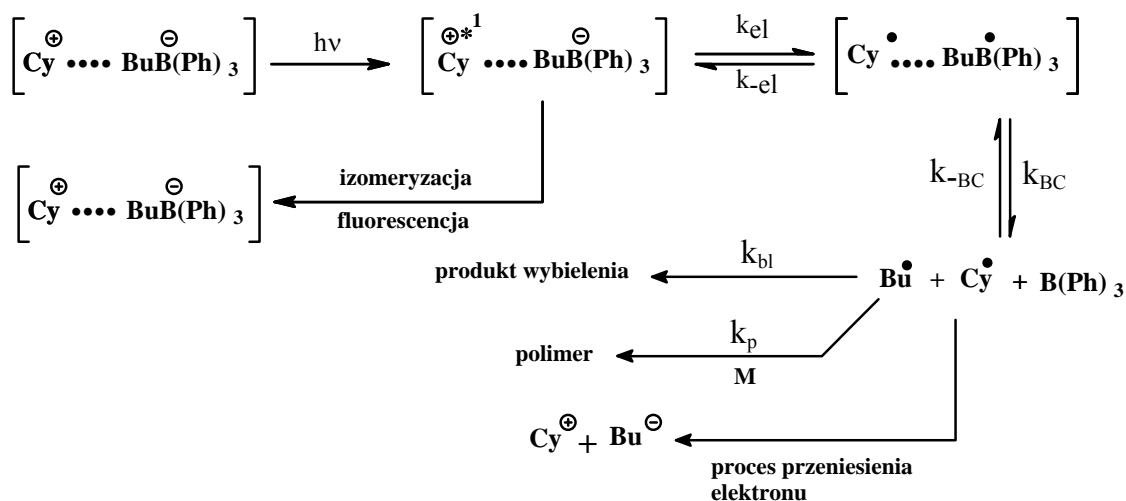 [Cy⊕ •••• BuB⊖(Ph)3] hν [Cy⊕*1 •••• BuB⊖(Ph)3] kel k-el [Cy• •••• BuB•(Ph)3]
k-BC kBC
[Cy⊕ •••• BuB⊖(Ph)3] izomeryzacja
fluorescencja
produkt wybielenia kbl Bu• + Cy• + B(Ph)3
polimer kp
M
Cy⊕ + Bu⊖
proces przeniesienia
elektronu